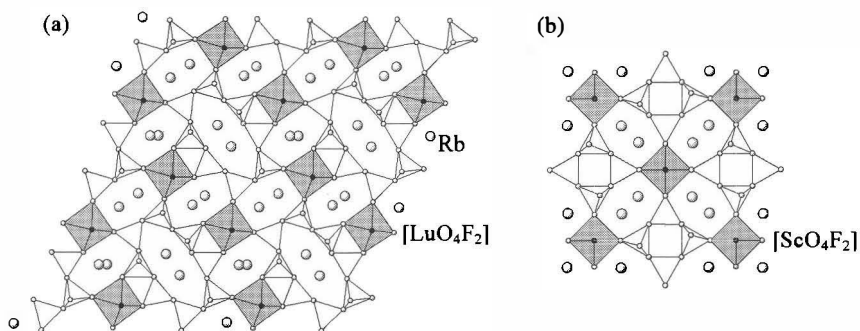 (a)
(b)
Rb
⌈LuO₄F₂⌉
⌈ScO₄F₂⌉